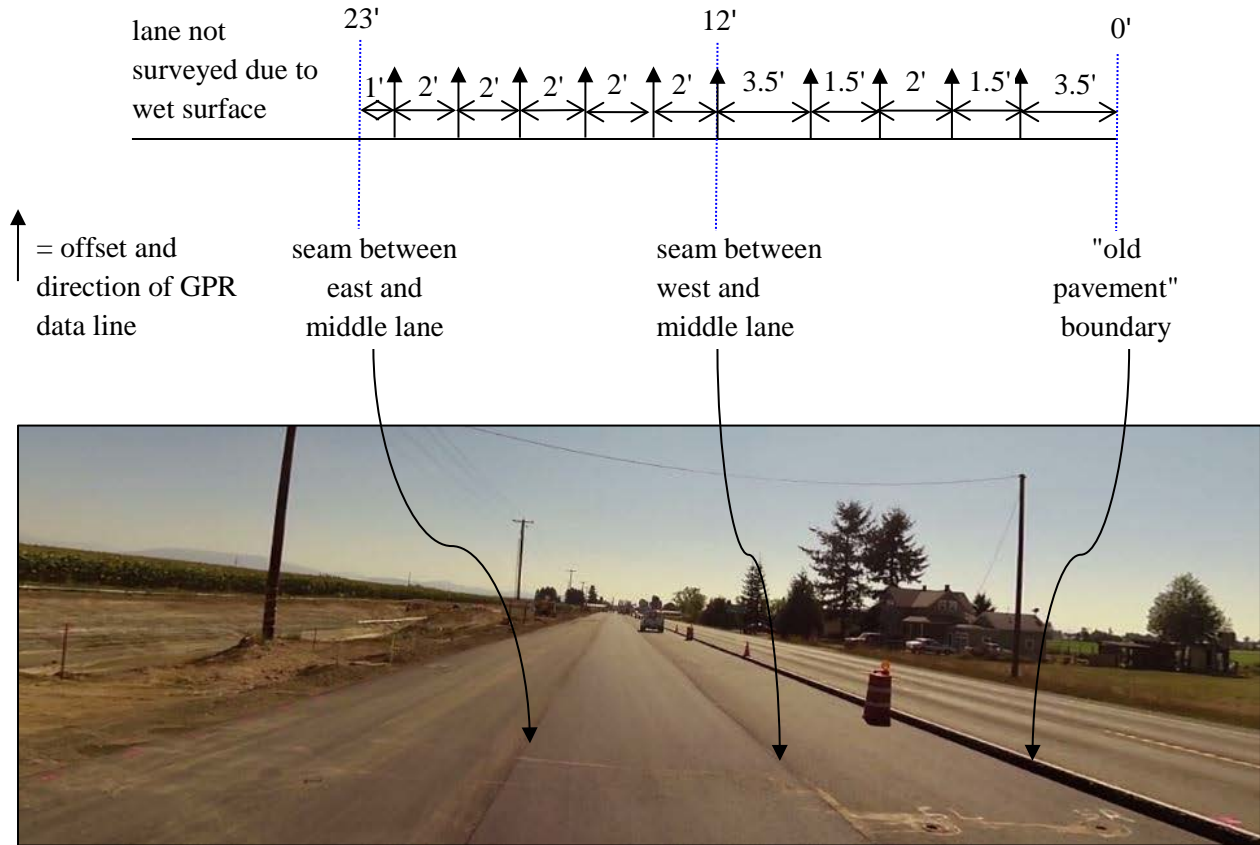 lane not
surveyed due to
wet surface
23'
12'
0'
1' 2' 2' 2' 2' 2' 3.5' 1.5' 2' 1.5' 3.5'
= offset and
direction of GPR
data line
seam between
east and
middle lane
seam between
west and
middle lane
"old
pavement"
boundary